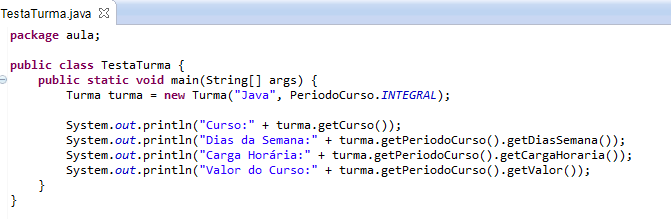 TestaTurma.java
package aula;
public class TestaTurma {
public static void main(String[] args) {
Turma turma = new Turma("Java", PeriodoCurso.INTEGRAL);
System.out.println("Curso:" + turma.getCurso());
System.out.println("Dias da Semana:" + turma.getPeriodoCurso().getDiasSemana());
System.out.println("Carga Horária:" + turma.getPeriodoCurso().getCargaHoraria());
System.out.println("Valor do Curso:" + turma.getPeriodoCurso().getValor());
}
}